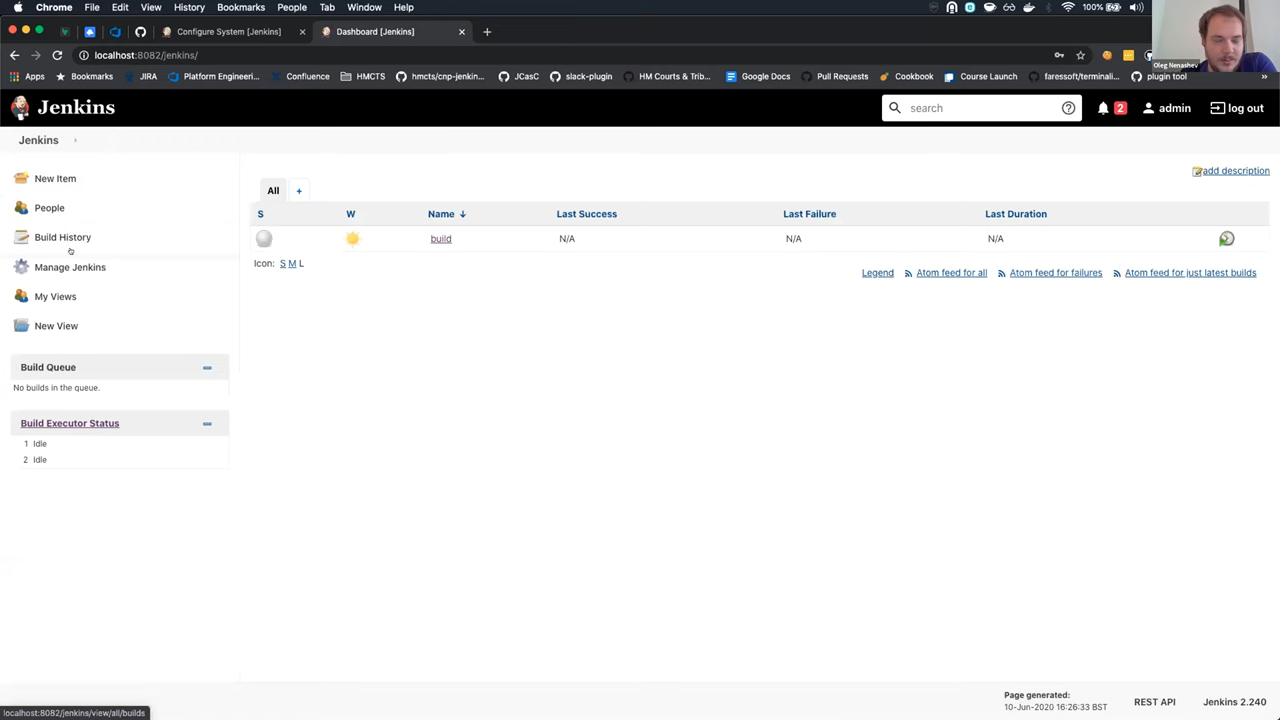 Chrome File Edit View History Bookmarks People Tab Window Help 100%
Configure System [Jenkins] Dashboard [Jenkins]
localhost:8082/jenkins/
Oleg Nenashev
Apps Bookmarks JIRA Platform Engineeri... Confluence HMCTS hmcts/cnp-... JCasC slack-plugin HM Courts & Trib... Google Docs Pull Requests Cookbook Course Launch faressoft/terminali... plugin tool »
Jenkins search 2 admin log out
Jenkins
add description
New Item
People
Build History
Manage Jenkins
My Views
New View
All +
S W Name ↓ Last Success Last Failure Last Duration
build N/A N/A N/A
Icon: S M L
Legend Atom feed for all Atom feed for failures Atom feed for just latest builds
Build Queue
No builds in the queue.
Build Executor Status
1 Idle
2 Idle
Page generated:
10-Jun-2020 16:26:33 BST
REST API Jenkins 2.240
localhost:8082/jenkins/view/all/builds